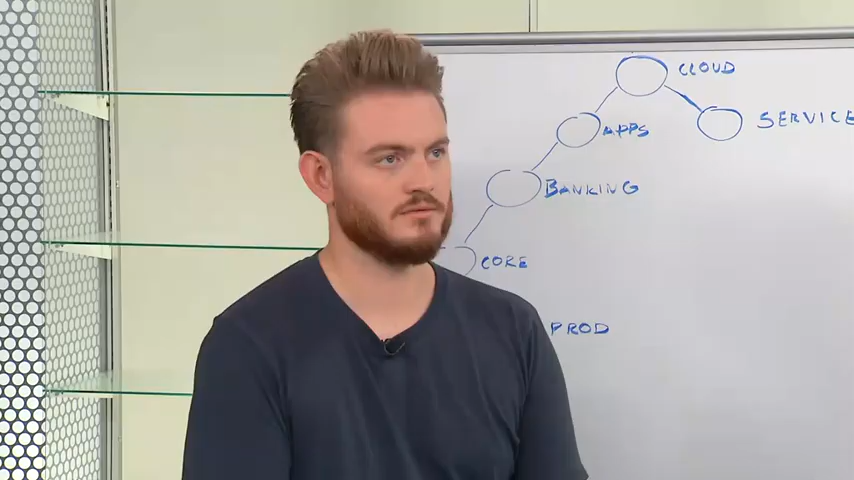 CLOUD
SERVICE
APPS
BANKING
CORE
PROD